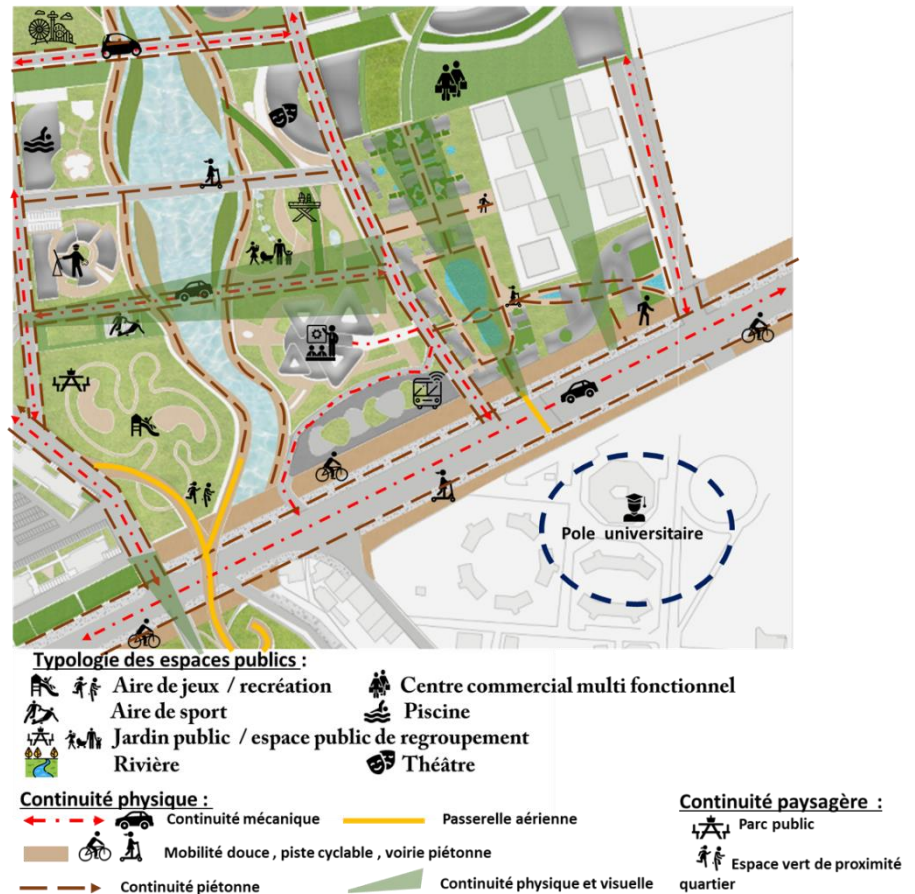 Pole universitaire
Typologie des espaces publics :
Aire de jeux / recréation
Centre commercial multi fonctionnel
Aire de sport
Piscine
Jardin public / espace public de regroupement
Rivière
Théâtre
Continuité physique :
Continuité mécanique
Passerelle aérienne
Mobilité douce , piste cyclable , voirie piétonne
Continuité piétonne
Continuité physique et visuelle
Continuité paysagère :
Parc public
Espace vert de proximité
quartier